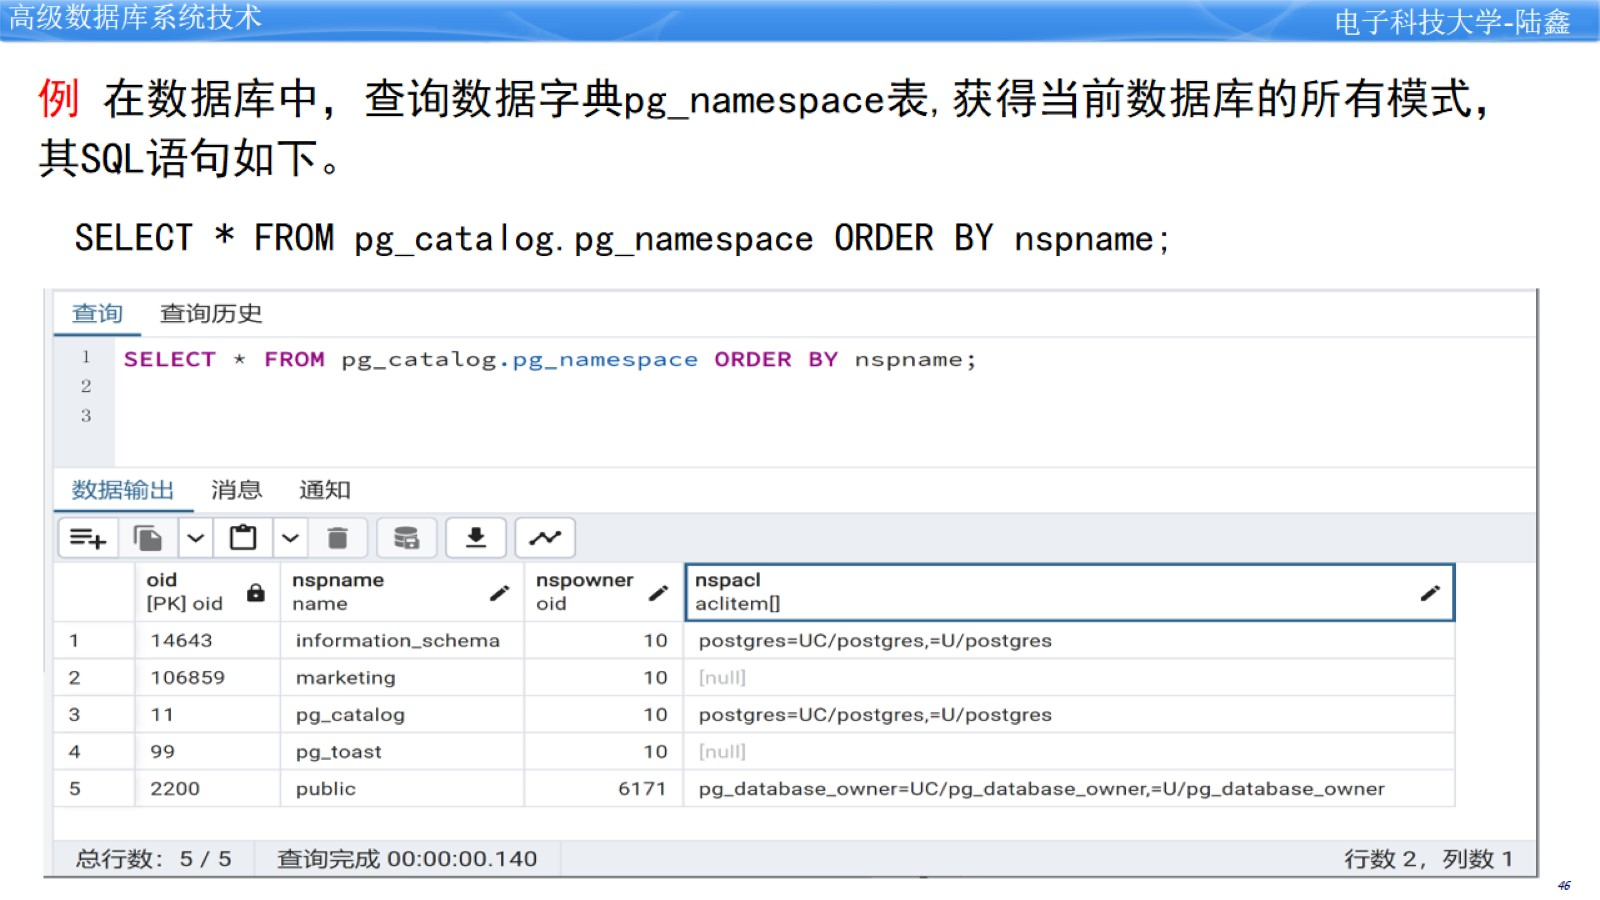 高级数据库系统技术
电子科技大学-陆鑫
例 在数据库中，查询数据字典pg_namespace表,获得当前数据库的所有模式，
其SQL语句如下。
SELECT * FROM pg_catalog.pg_namespace ORDER BY nspname;
查询 查询历史
1 SELECT * FROM pg_catalog.pg_namespace ORDER BY nspname;
2
3
数据输出 消息 通知
oid nspname nspowner nspacl
[PK] oid name oid aclitem[]
1 14643 information_schema 10 postgres=UC/postgres,=U/postgres
2 106859 marketing 10 [null]
3 11 pg_catalog 10 postgres=UC/postgres,=U/postgres
4 99 pg_toast 10 [null]
5 2200 public 6171 pg_database_owner=UC/pg_database_owner,=U/pg_database_owner
总行数：5 / 5 查询完成 00:00:00.140 行数 2，列数 1
46